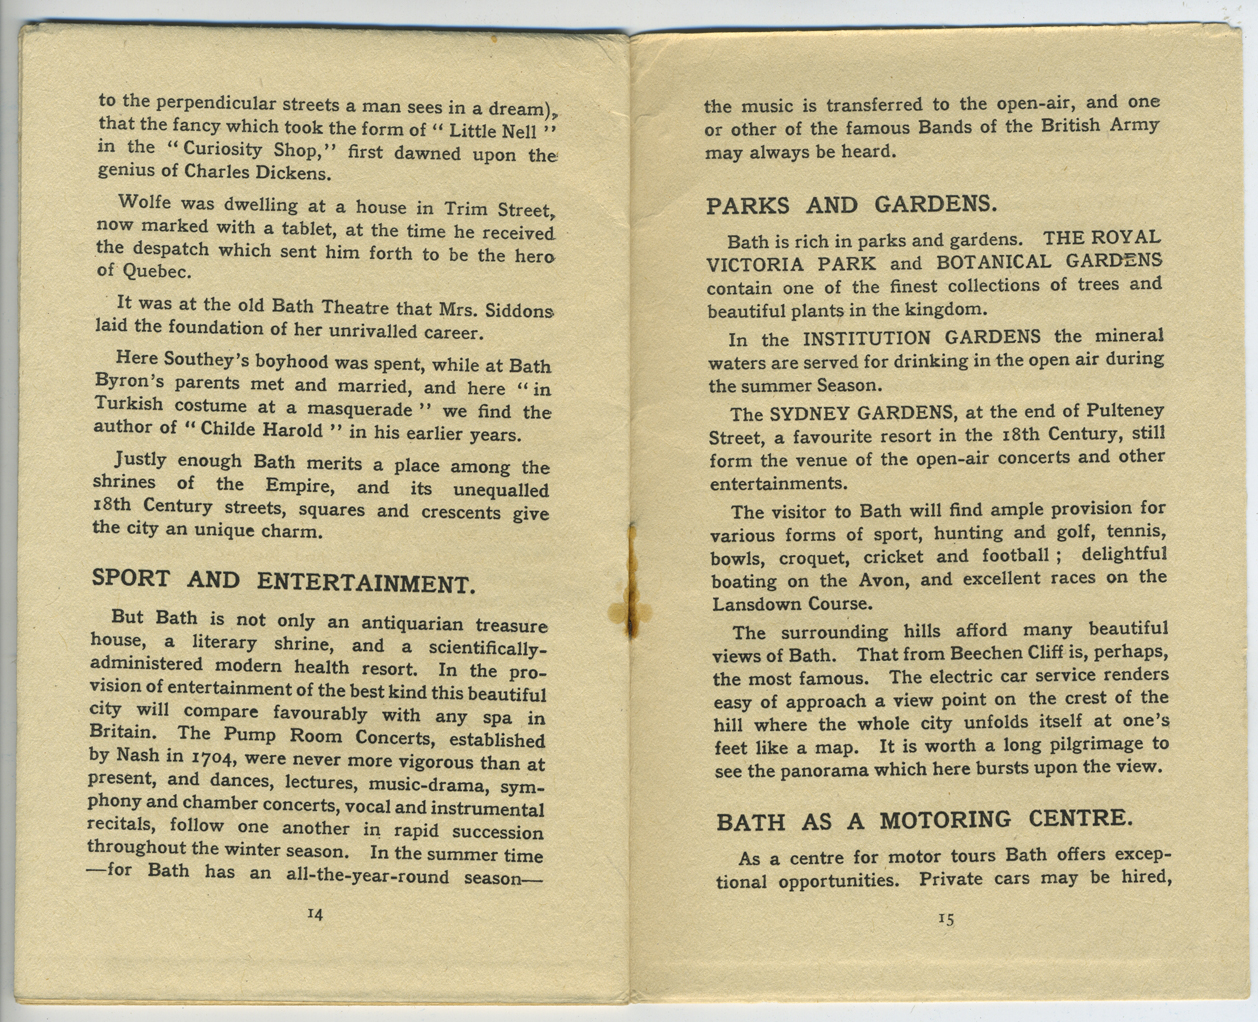 to the perpendicular streets a man sees in a dream),
that the fancy which took the form of “ Little Nell ”
in the “ Curiosity Shop,” first dawned upon the
genius of Charles Dickens.
Wolfe was dwelling at a house in Trim Street,
now marked with a tablet, at the time he received
the despatch which sent him forth to be the hero
of Quebec.
It was at the old Bath Theatre that Mrs. Siddons
laid the foundation of her unrivalled career.
Here Southey’s boyhood was spent, while at Bath
Byron’s parents met and married, and here “ in
Turkish costume at a masquerade ” we find the
author of “ Childe Harold ” in his earlier years.
Justly enough Bath merits a place among the
shrines of the Empire, and its unequalled
18th Century streets, squares and crescents give
the city an unique charm.
SPORT AND ENTERTAINMENT.
But Bath is not only an antiquarian treasure
house, a literary shrine, and a scientifically-
administered modern health resort. In the pro-
vision of entertainment of the best kind this beautiful
city will compare favourably with any spa in
Britain. The Pump Room Concerts, established
by Nash in 1704, were never more vigorous than at
present, and dances, lectures, music-drama, sym-
phony and chamber concerts, vocal and instrumental
recitals, follow one another in rapid succession
throughout the winter season. In the summer time
—for Bath has an all-the-year-round season—
14
the music is transferred to the open-air, and one
or other of the famous Bands of the British Army
may always be heard.
PARKS AND GARDENS.
Bath is rich in parks and gardens. THE ROYAL
VICTORIA PARK and BOTANICAL GARDENS
contain one of the finest collections of trees and
beautiful plants in the kingdom.
In the INSTITUTION GARDENS the mineral
waters are served for drinking in the open air during
the summer Season.
The SYDNEY GARDENS, at the end of Pulteney
Street, a favourite resort in the 18th Century, still
form the venue of the open-air concerts and other
entertainments.
The visitor to Bath will find ample provision for
various forms of sport, hunting and golf, tennis,
bowls, croquet, cricket and football ; delightful
boating on the Avon, and excellent races on the
Lansdown Course.
The surrounding hills afford many beautiful
views of Bath. That from Beechen Cliff is, perhaps,
the most famous. The electric car service renders
easy of approach a view point on the crest of the
hill where the whole city unfolds itself at one’s
feet like a map. It is worth a long pilgrimage to
see the panorama which here bursts upon the view.
BATH AS A MOTORING CENTRE.
As a centre for motor tours Bath offers excep-
tional opportunities. Private cars may be hired,
15